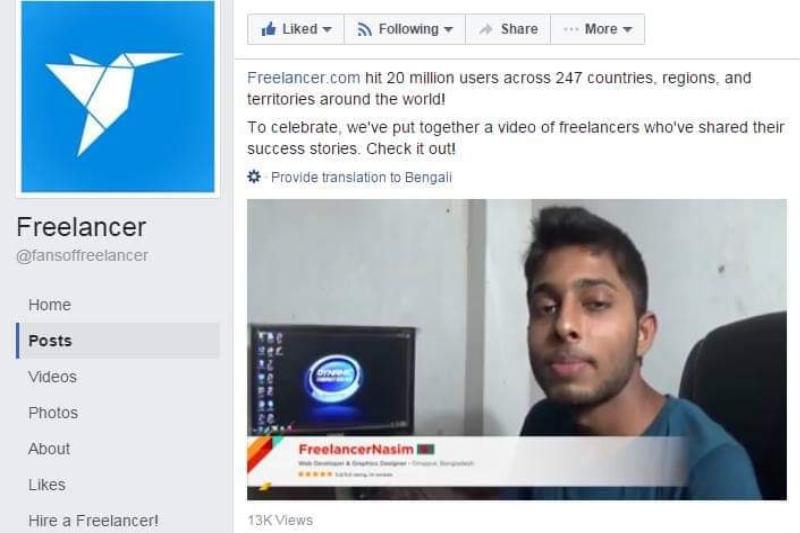 Liked
Following
Share
More
Freelancer.com hit 20 million users across 247 countries, regions, and
territories around the world!
To celebrate, we've put together a video of freelancers who've shared their
success stories. Check it out!
Provide translation to Bengali
Freelancer
@fansoffreelancer
Home
Posts
Videos
Photos
About
Likes
Hire a Freelancer!
DYNAMIC
FreelancerNasim
Web Developer & Graphics Designer - Dinajpur, Bangladesh
13K Views